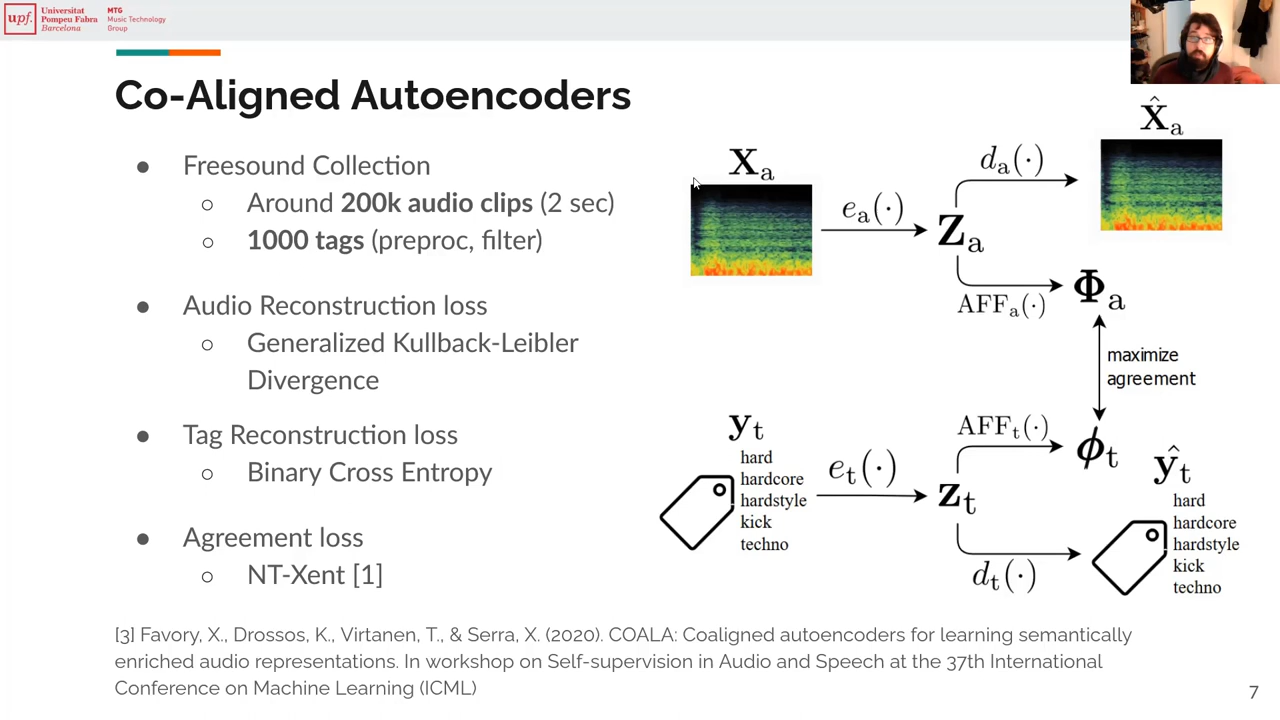 upf. Universitat Pompeu Fabra Barcelona
MTG Music Technology Group
Co-Aligned Autoencoders
● Freesound Collection
○ Around 200k audio clips (2 sec)
○ 1000 tags (preproc, filter)
● Audio Reconstruction loss
○ Generalized Kullback-Leibler
Divergence
● Tag Reconstruction loss
○ Binary Cross Entropy
● Agreement loss
○ NT-Xent [1]
X_a
e_a(·)
Z_a
d_a(·)
X̂_a
AFF_a(·)
Φ_a
maximize
agreement
y_t
hard
hardcore
hardstyle
kick
techno
e_t(·)
z_t
AFF_t(·)
ϕ_t
d_t(·)
ŷ_t
hard
hardcore
hardstyle
kick
techno
[3] Favory, X., Drossos, K., Virtanen, T., & Serra, X. (2020). COALA: Coaligned autoencoders for learning semantically
enriched audio representations. In workshop on Self-supervision in Audio and Speech at the 37th International
Conference on Machine Learning (ICML)
7